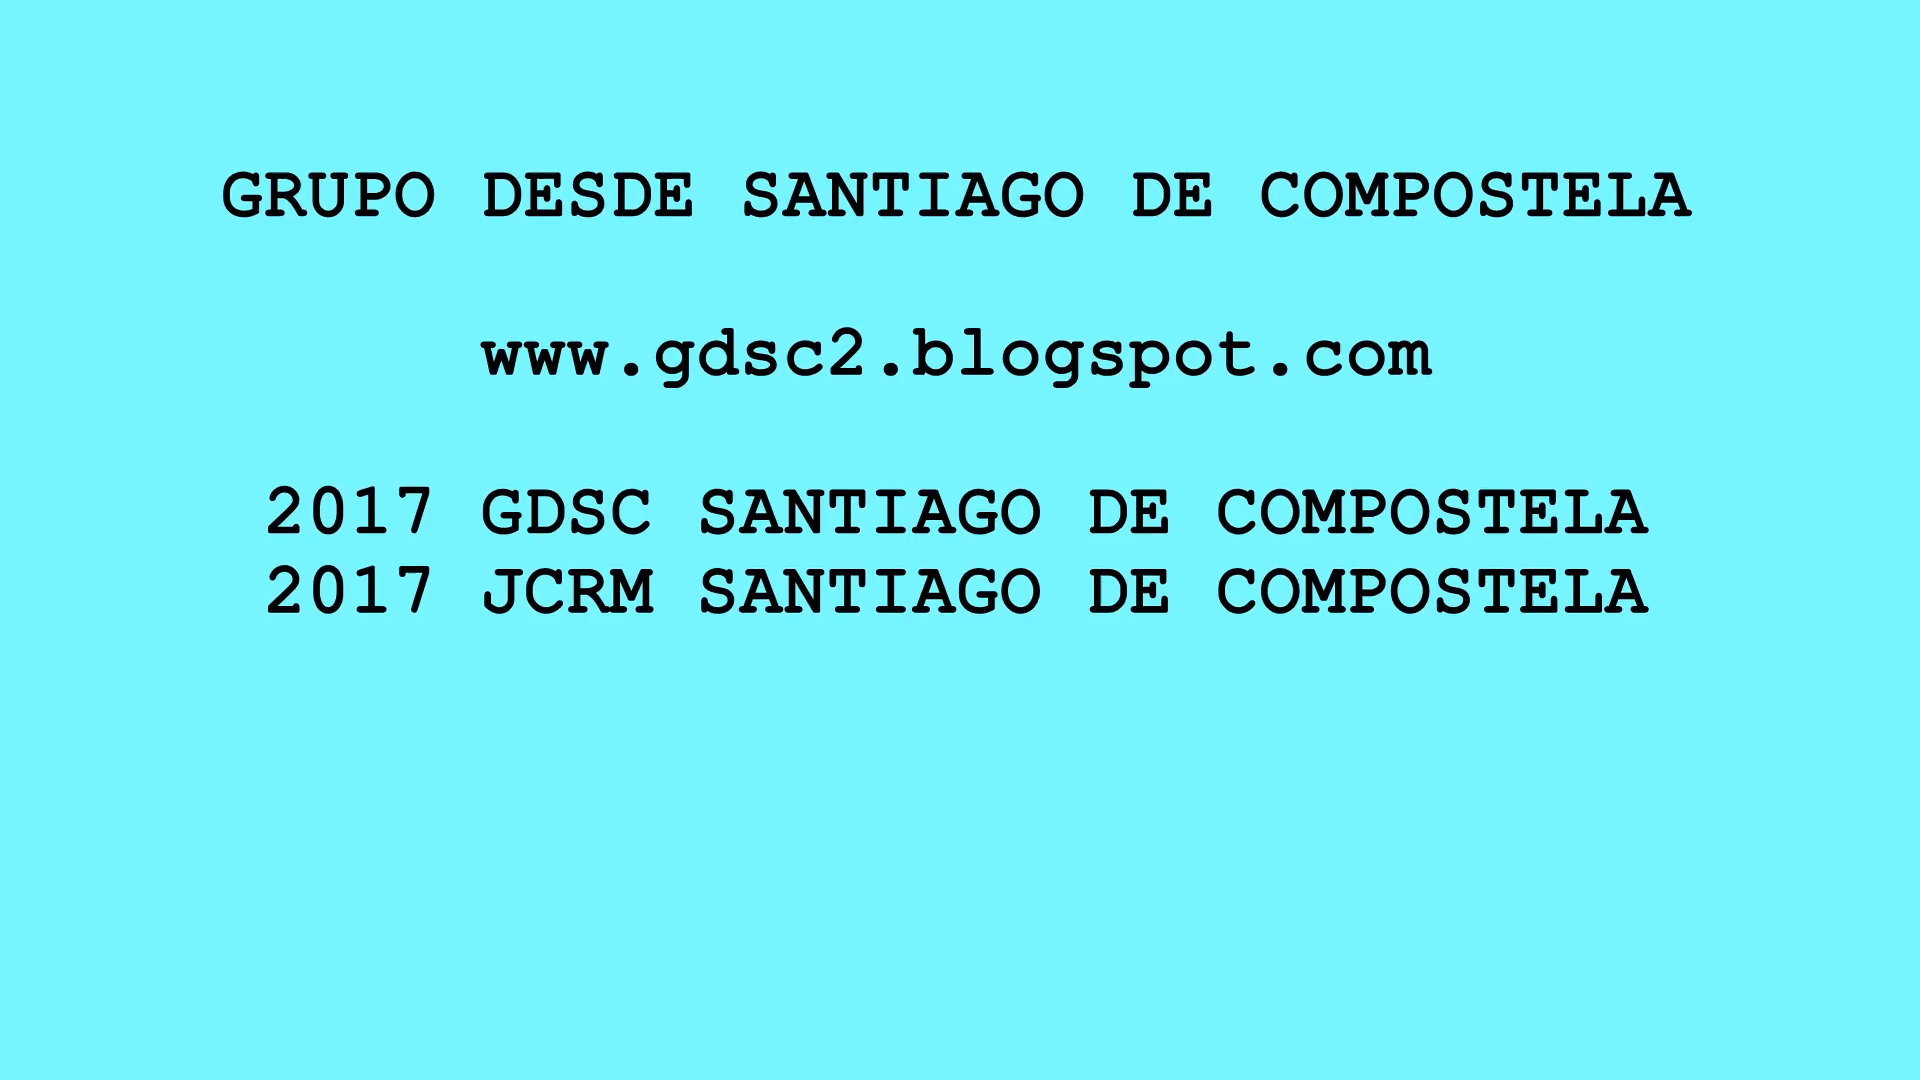 GRUPO DESDE SANTIAGO DE COMPOSTELA
www.gdsc2.blogspot.com
2017 GDSC SANTIAGO DE COMPOSTELA
2017 JCRM SANTIAGO DE COMPOSTELA